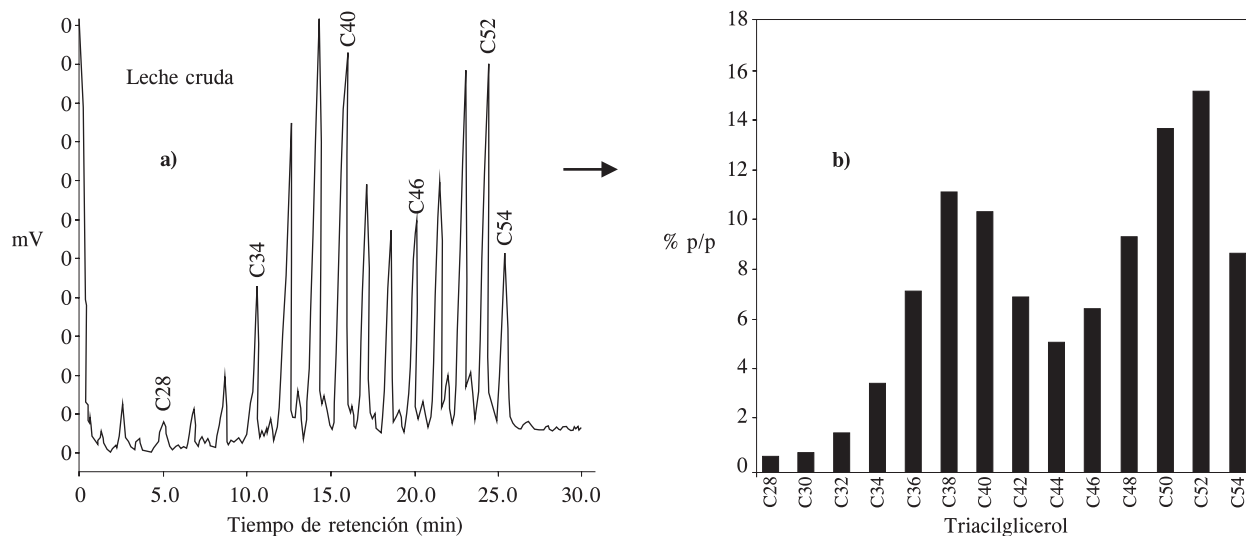 Leche cruda
a)
mV
0
0
0
0
0
0
0
0
0
0
0
0
C28
C34
C40
C46
C52
C54
0 5.0 10.0 15.0 20.0 25.0 30.0
Tiempo de retención (min)
b)
% p/p
18
16
14
12
10
8
6
4
2
0
C28 C30 C32 C34 C36 C38 C40 C42 C44 C46 C48 C50 C52 C54
Triacilglicerol